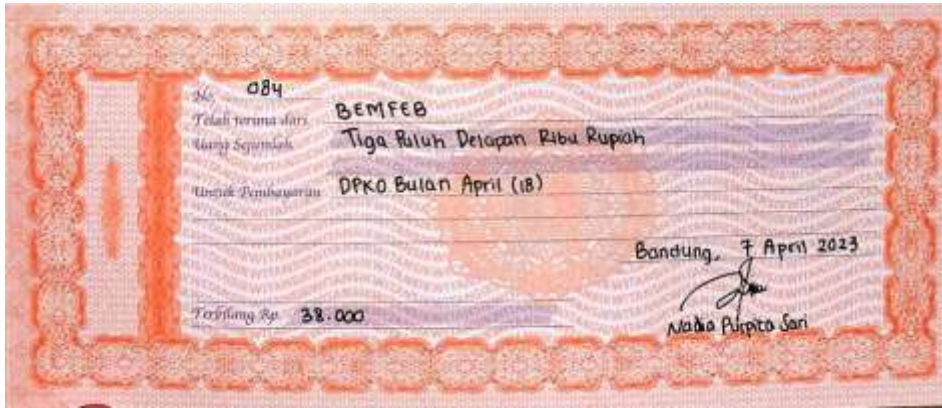 No. 084
Telah terima dari BEMFEB
Uang Sejumlah Tiga Puluh Delapan Ribu Rupiah
Untuk Pembayaran DPKO Bulan April (18)
Bandung, 7 April 2023
Terbilang Rp. 38.000
Nadia Puspita Sari